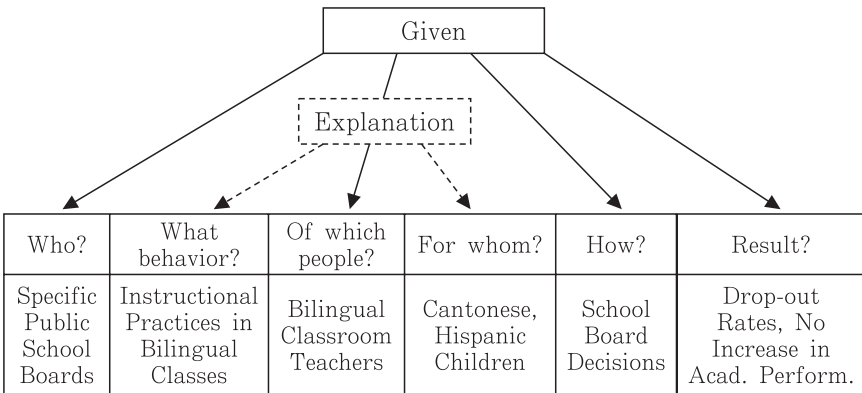 Given
Explanation
Who?
What
behavior?
Of which
people?
For whom?
How?
Result?
Specific
Public
School
Boards
Instructional
Practices in
Bilingual
Classes
Bilingual
Classroom
Teachers
Cantonese,
Hispanic
Children
School
Board
Decisions
Drop-out
Rates, No
Increase in
Acad. Perform.